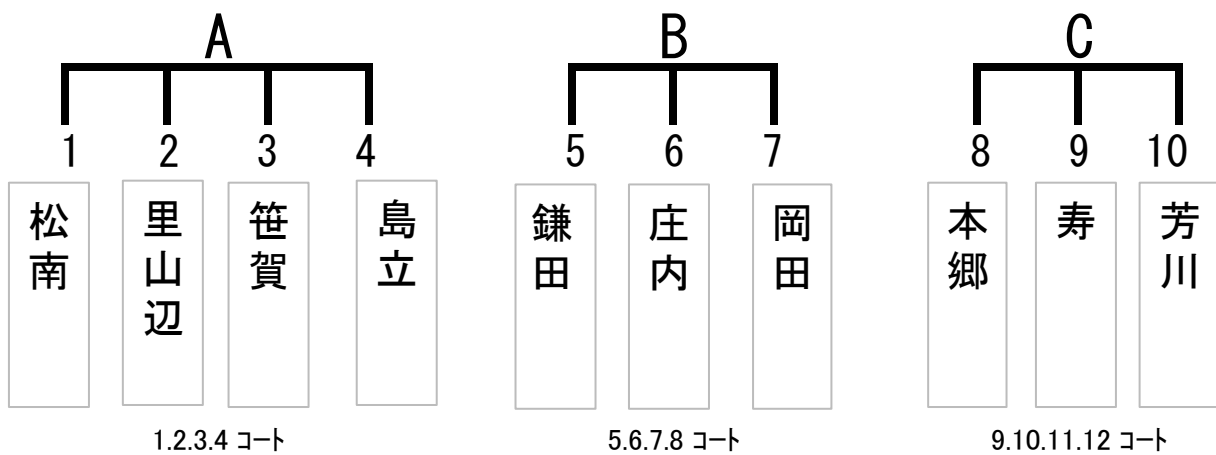 A
B
C
1 2 3 4
5 6 7
8 9 10
松南
里山辺
笹賀
島立
鎌田
庄内
岡田
本郷
寿
芳川
1.2.3.4 コート
5.6.7.8 コート
9.10.11.12 コート